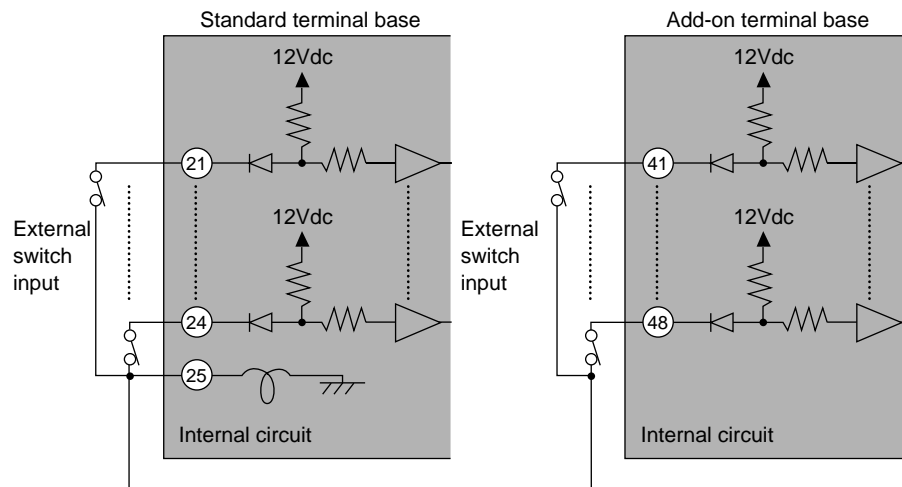 Standard terminal base
12Vdc
21
External
switch
input
12Vdc
24
25
Internal circuit
Add-on terminal base
12Vdc
41
External
switch
input
12Vdc
48
Internal circuit